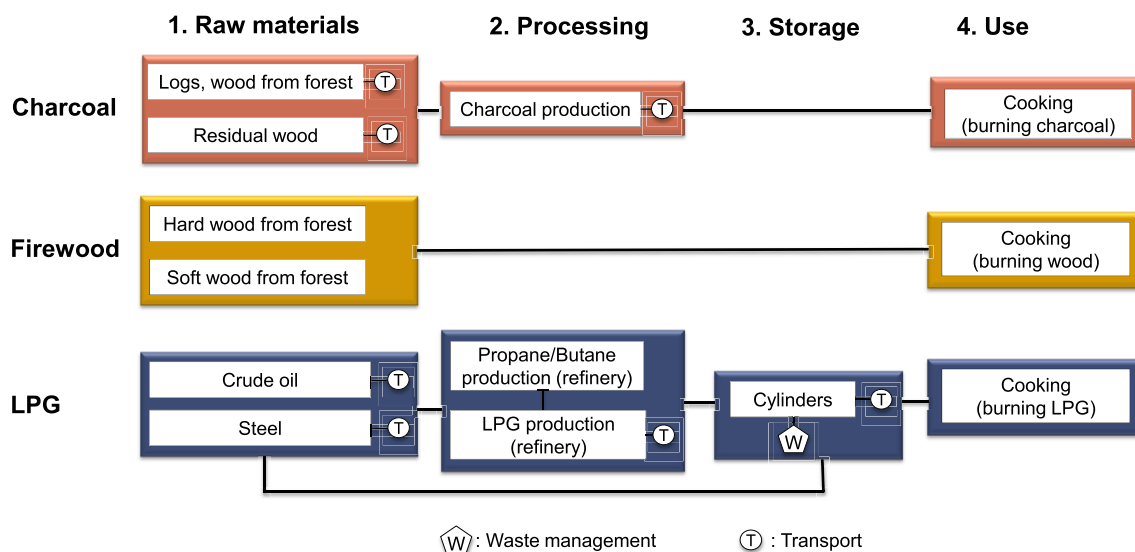 1. Raw materials
2. Processing
3. Storage
4. Use
Charcoal
Logs, wood from forest
T
Residual wood
T
Charcoal production
T
Cooking
(burning charcoal)
Firewood
Hard wood from forest
Soft wood from forest
Cooking
(burning wood)
LPG
Crude oil
T
Steel
T
Propane/Butane
production (refinery)
LPG production
(refinery)
T
Cylinders
T
W
Cooking
(burning LPG)
W : Waste management
T : Transport